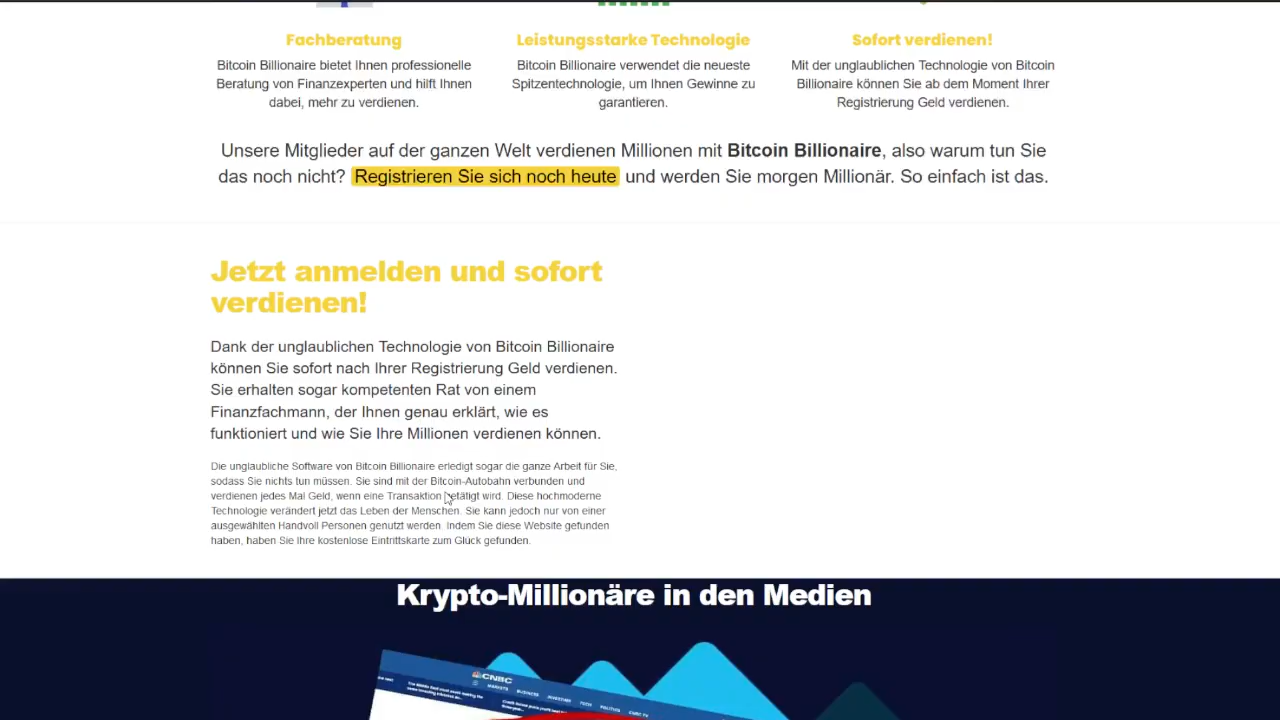 Fachberatung
Bitcoin Billionaire bietet Ihnen professionelle
Beratung von Finanzexperten und hilft Ihnen
dabei, mehr zu verdienen.
Leistungsstarke Technologie
Bitcoin Billionaire verwendet die neueste
Spitzentechnologie, um Ihnen Gewinne zu
garantieren.
Sofort verdienen!
Mit der unglaublichen Technologie von Bitcoin
Billionaire können Sie ab dem Moment Ihrer
Registrierung Geld verdienen.
Unsere Mitglieder auf der ganzen Welt verdienen Millionen mit Bitcoin Billionaire, also warum tun Sie
das noch nicht? Registrieren Sie sich noch heute und werden Sie morgen Millionär. So einfach ist das.
Jetzt anmelden und sofort
verdienen!
Dank der unglaublichen Technologie von Bitcoin Billionaire
können Sie sofort nach Ihrer Registrierung Geld verdienen.
Sie erhalten sogar kompetenten Rat von einem
Finanzfachmann, der Ihnen genau erklärt, wie es
funktioniert und wie Sie Ihre Millionen verdienen können.
Die unglaubliche Software von Bitcoin Billionaire erledigt sogar die ganze Arbeit für Sie,
sodass Sie nichts tun müssen. Sie sind mit der Bitcoin-Autobahn verbunden und
verdienen jedes Mal Geld, wenn eine Transaktion betätigt wird. Diese hochmoderne
Technologie verändert jetzt das Leben der Menschen. Sie kann jedoch nur von einer
ausgewählten Handvoll Personen genutzt werden. Indem Sie diese Website gefunden
haben, haben Sie Ihre kostenlose Eintrittskarte zum Glück gefunden.
Krypto-Millionäre in den Medien
CNBC
MARKETS BUSINESS INVESTING TECH POLITICS CNBC TV